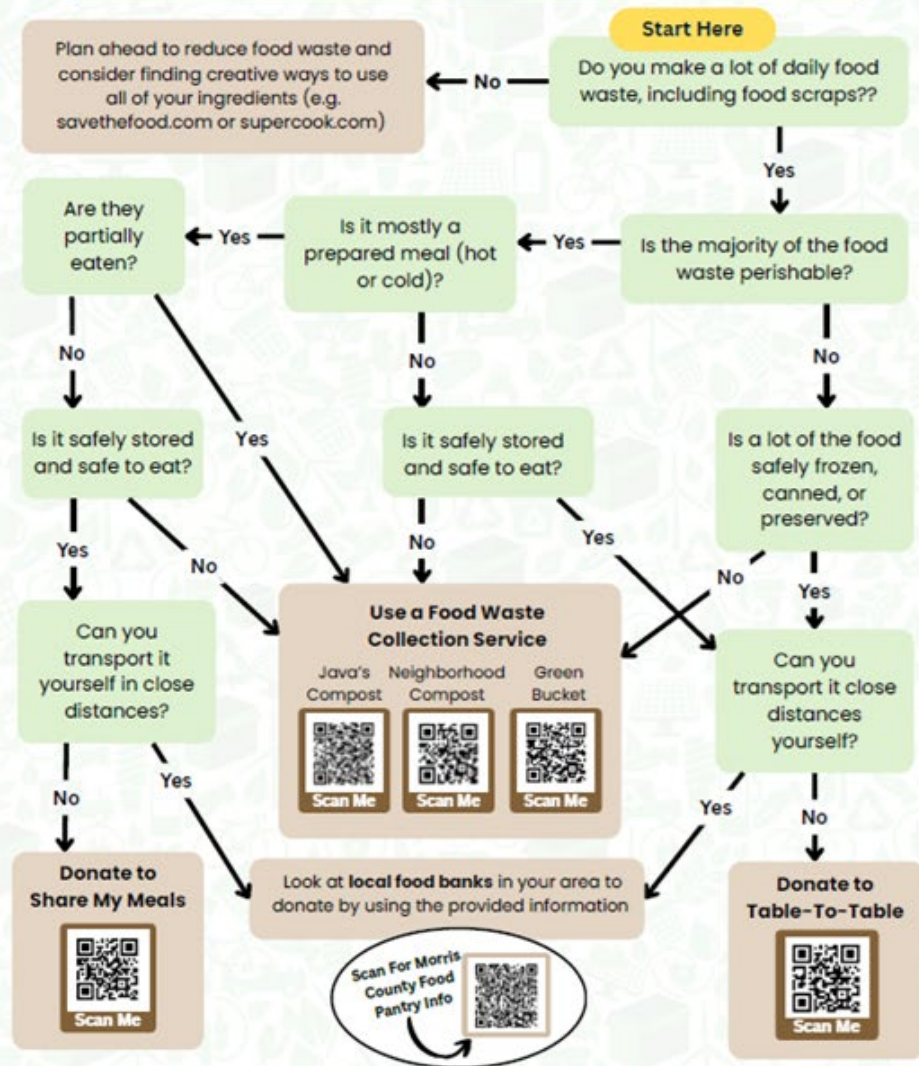 Start Here
Do you make a lot of daily food
waste, including food scraps??
No
Plan ahead to reduce food waste and
consider finding creative ways to use
all of your ingredients (e.g.
savethefood.com or supercook.com)
Yes
Is the majority of the food
waste perishable?
Yes
Is it mostly a
prepared meal (hot
or cold)?
Yes
Are they
partially
eaten?
No
No
No
Yes
Is it safely stored
and safe to eat?
Is it safely stored
and safe to eat?
Is a lot of the food
safely frozen,
canned, or
preserved?
Yes
No
No
Yes
No
Yes
Can you
transport it
yourself in close
distances?
Use a Food Waste
Collection Service
Java's
Compost
Neighborhood
Compost
Green
Bucket
Scan Me
Scan Me
Scan Me
Can you
transport it close
distances
yourself?
No
Yes
Yes
No
Donate to
Share My Meals
Scan Me
Look at local food banks in your area to
donate by using the provided information
Scan For Morris
County Food
Pantry Info
Donate to
Table-To-Table
Scan Me